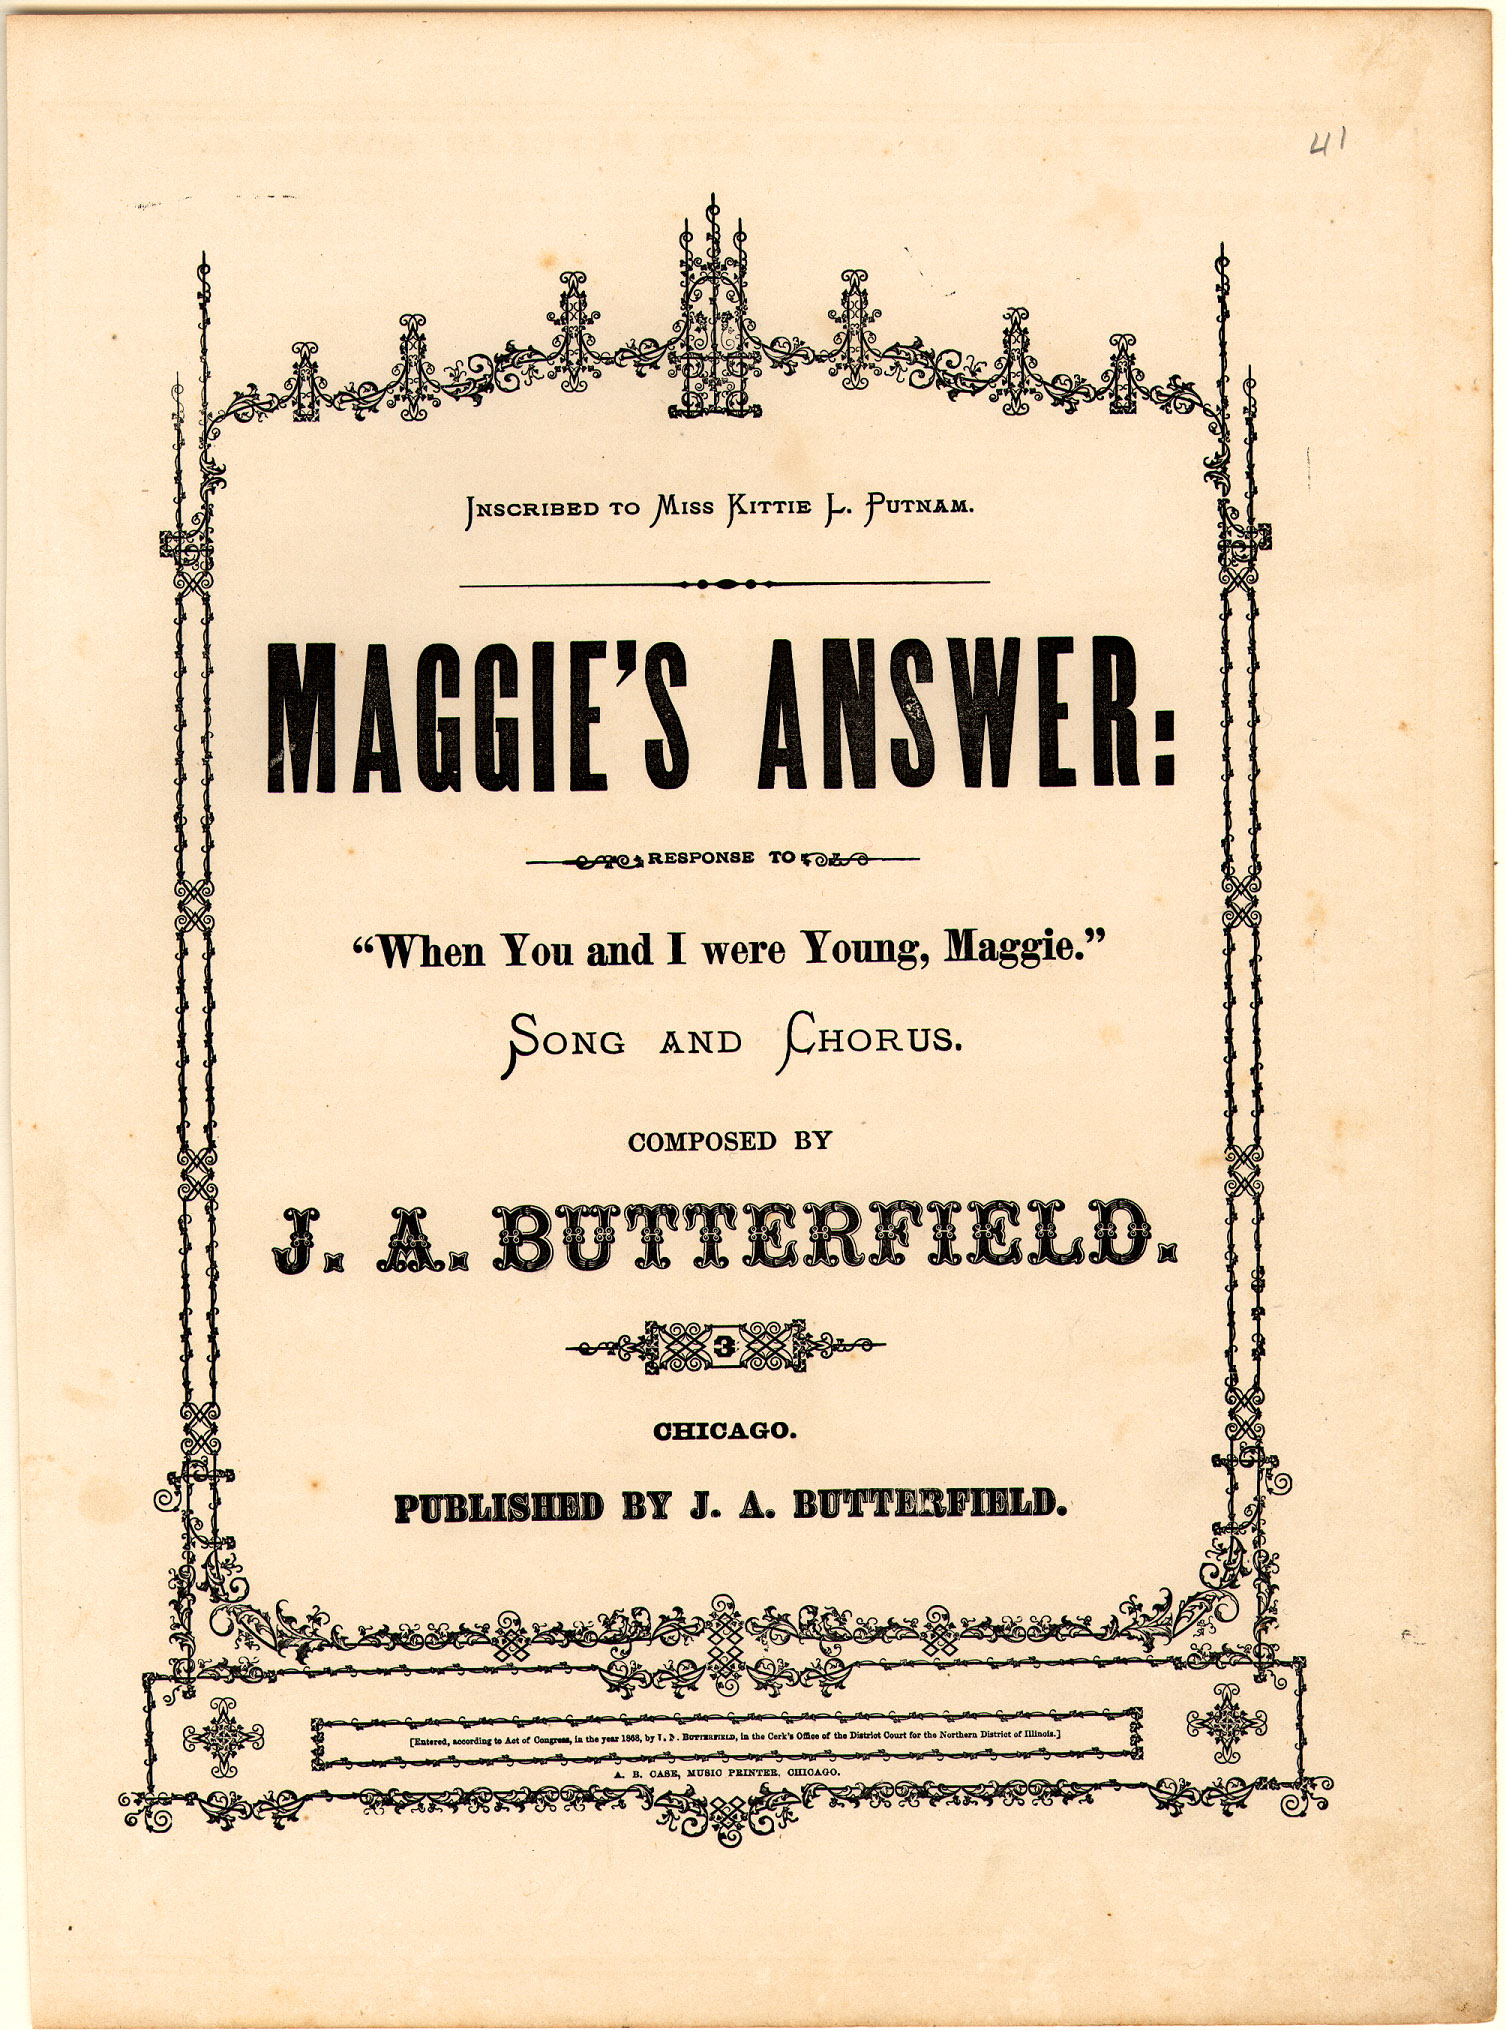 41
Inscribed to Miss Kittie L. Putnam.
MAGGIE'S ANSWER:
RESPONSE TO
“When You and I were Young, Maggie.”
Song and Chorus.
COMPOSED BY
J. A. BUTTERFIELD.
3
CHICAGO.
PUBLISHED BY J. A. BUTTERFIELD.
[Entered, according to Act of Congress, in the year 1868, by BUTTERFIELD, in the Cerk's Office of the District Court for the Northern District of Illinois.]
A. B. CASE, MUSIC PRINTER, CHICAGO.